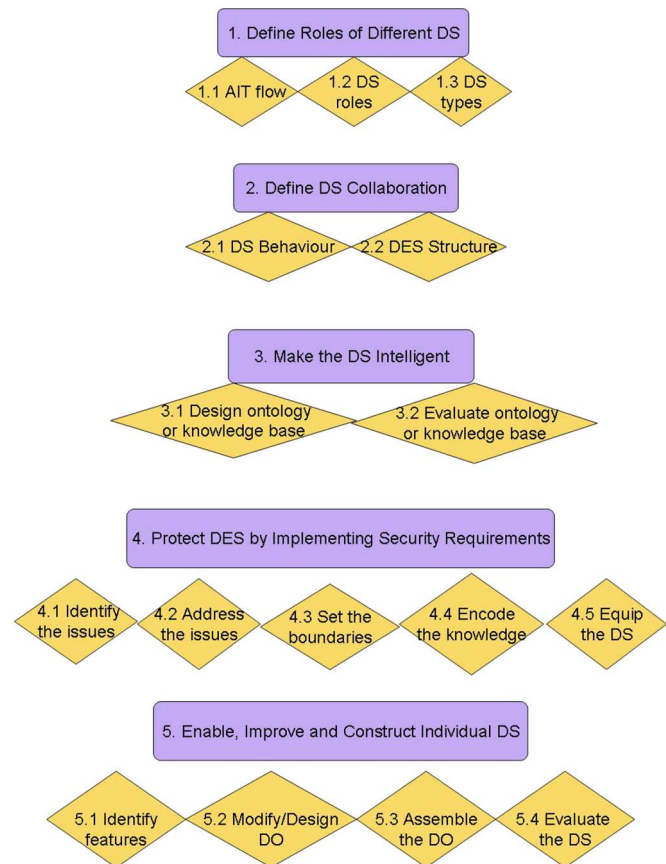 1. Define Roles of Different DS
1.1 AIT flow
1.2 DS
roles
1.3 DS
types
2. Define DS Collaboration
2.1 DS Behaviour
2.2 DES Structure
3. Make the DS Intelligent
3.1 Design ontology
or knowledge base
3.2 Evaluate ontology
or knowledge base
4. Protect DES by Implementing Security Requirements
4.1 Identify
the issues
4.2 Address
the issues
4.3 Set the
boundaries
4.4 Encode
the knowledge
4.5 Equip
the DS
5. Enable, Improve and Construct Individual DS
5.1 Identify
features
5.2 Modify/Design
DO
5.3 Assemble
the DO
5.4 Evaluate
the DS